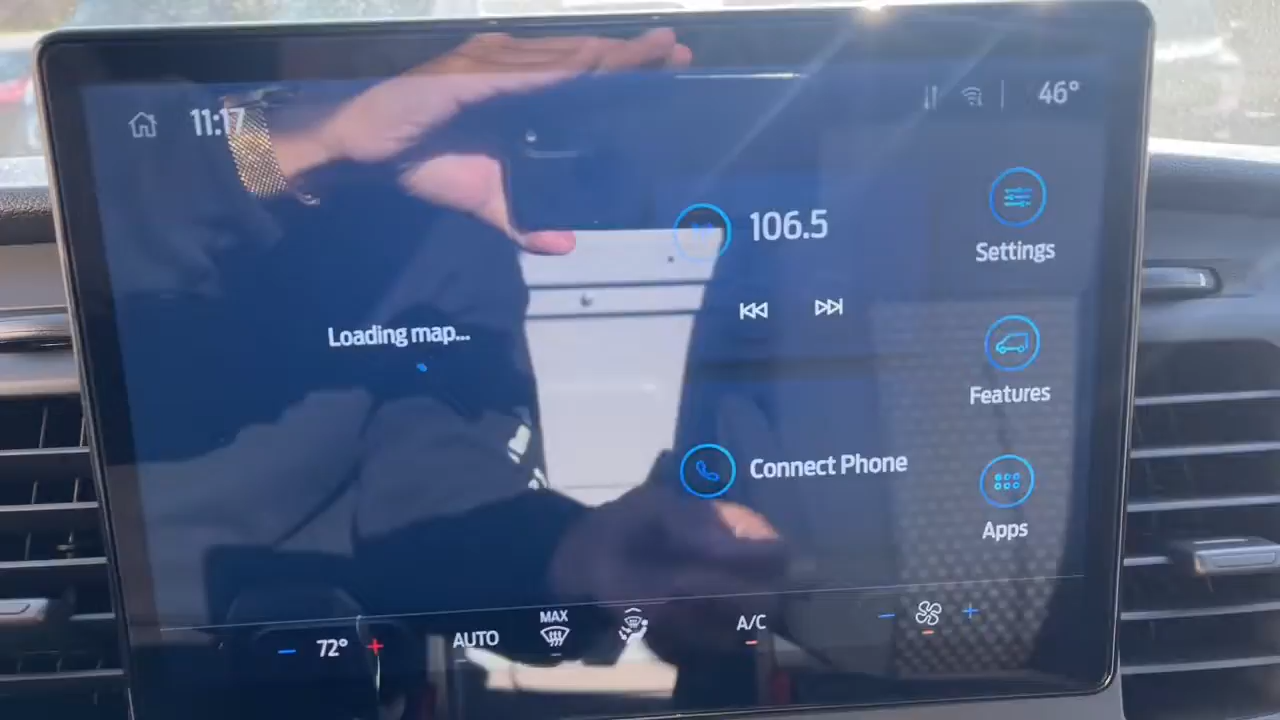 11:17
46°
106.5
Settings
Loading map...
Features
Connect Phone
Apps
72°
AUTO
MAX
A/C